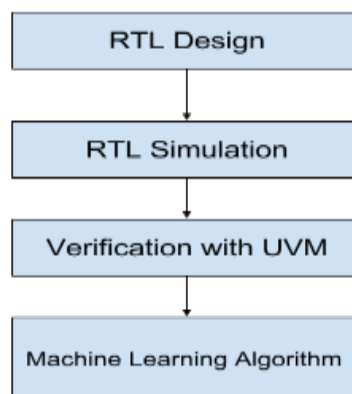 RTL Design
RTL Simulation
Verification with UVM
Machine Learning Algorithm